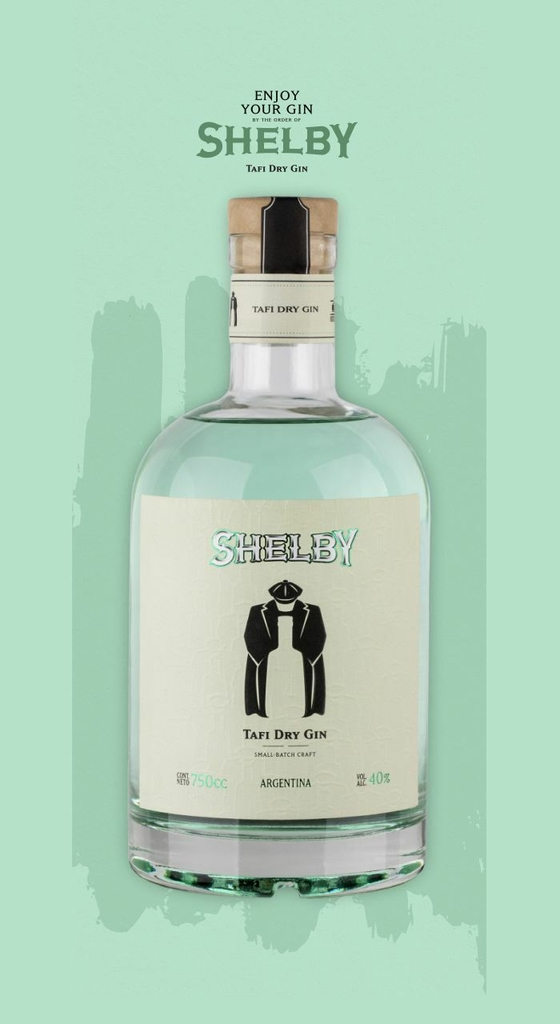 ENJOY
YOUR GIN
BY THE ORDER OF
SHELBY
TAFI DRY GIN
TAFI DRY GIN
SHELBY
TAFI DRY GIN
SMALL-BATCH CRAFT
CONT.
NETO 750cc
ARGENTINA
VOL.
ALC. 40%